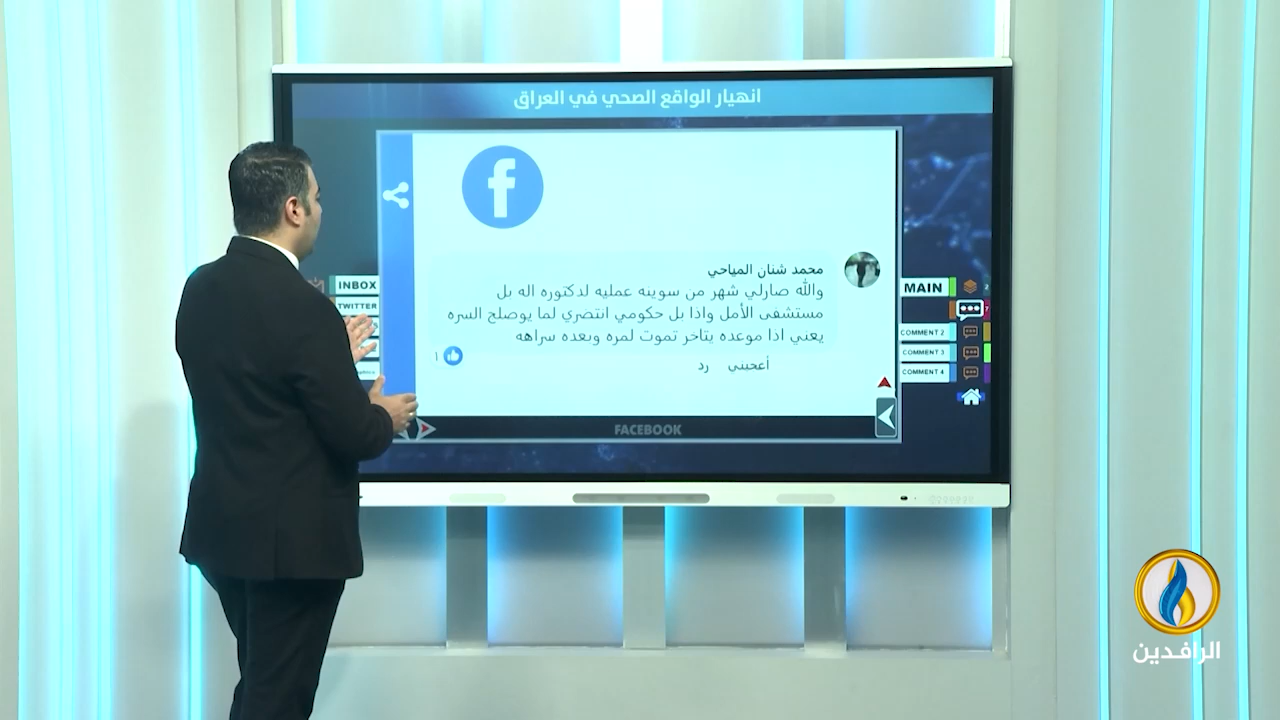 انهيار الواقع الصحي في العراق
محمد شنان المياحي
والله صارلي شهر من سوينه عمليه لدكتوره اله بل
مستشفى الأمل واذا بل حكومي انتصري لما يوصلج السره
يعني اذا موعده يتاخر تموت لمره وبعده سراهه
أعجبني رد
1
FACEBOOK
INBOX
TWITTER
MAIN
2
7
COMMENT 2
COMMENT 3
COMMENT 4
الرافدين